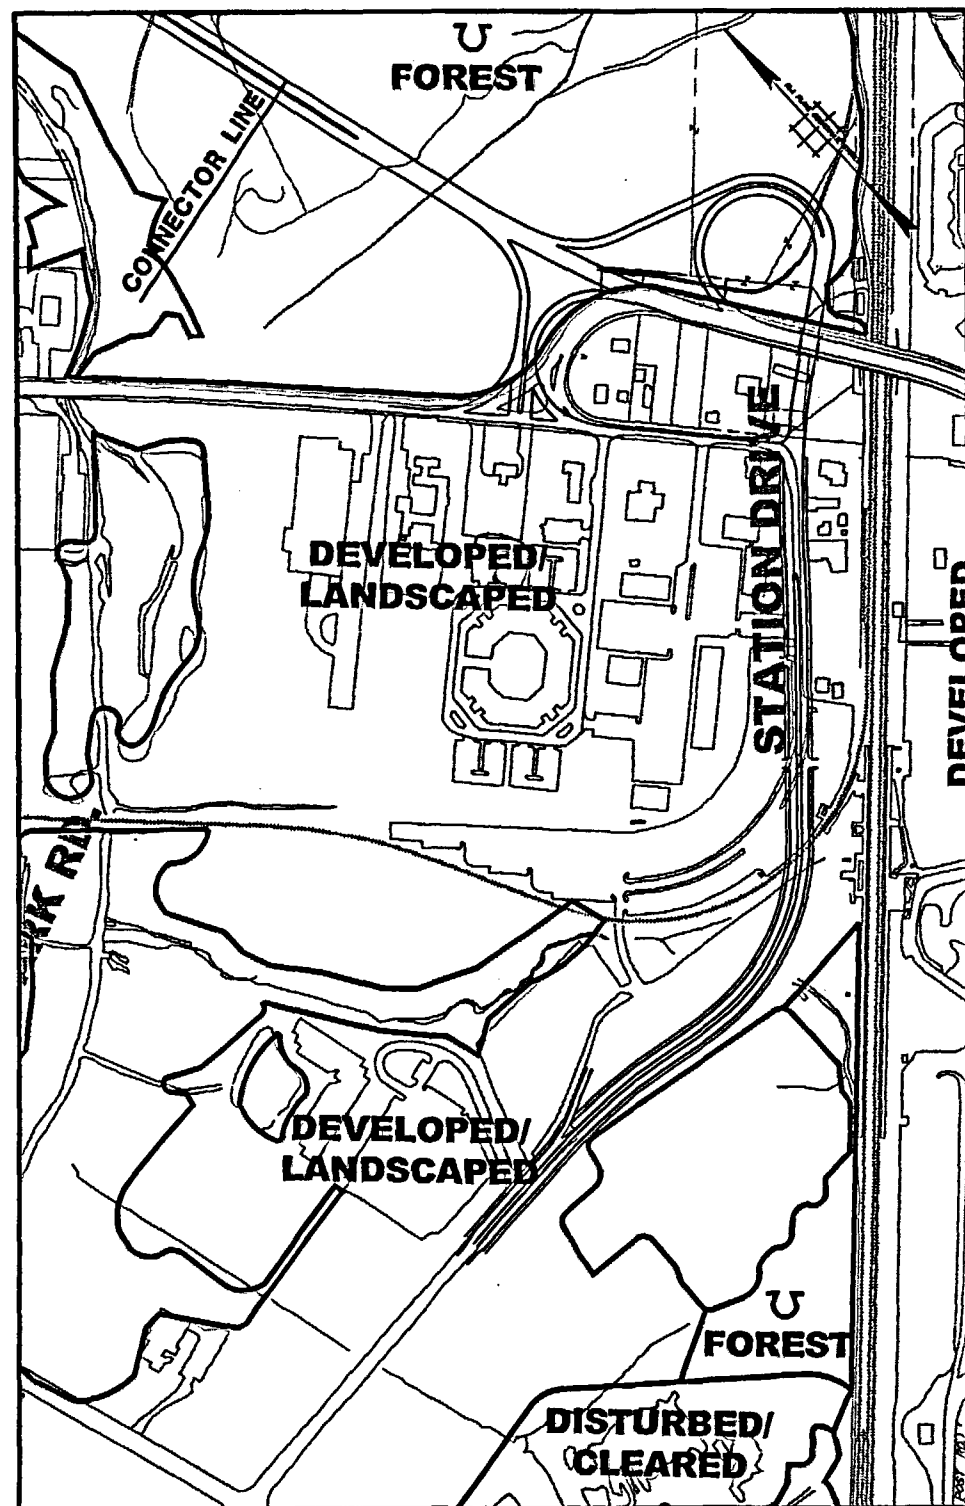 FOREST
CONNECTOR LINE
STATION DRIVE
DEVELOPED/
LANDSCAPED
DEVELOPED
RD.
DEVELOPED/
LANDSCAPED
FOREST
DISTURBED/
CLEARED